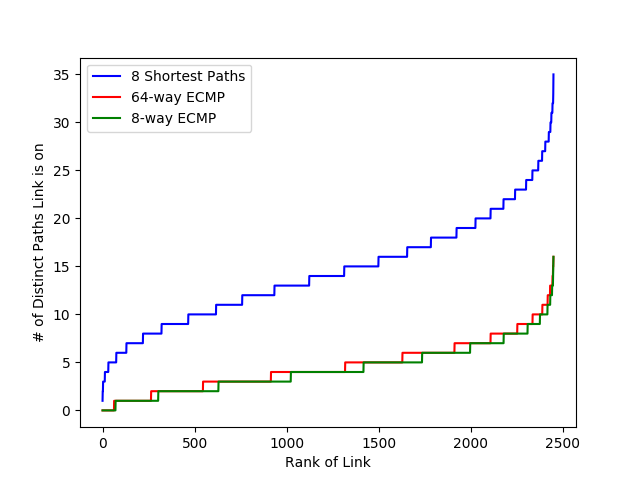 8 Shortest Paths
64-way ECMP
8-way ECMP
# of Distinct Paths Link is on
35
30
25
20
15
10
5
0
0 500 1000 1500 2000 2500
Rank of Link